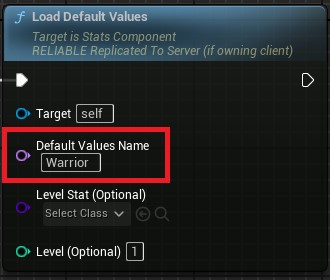 f Load Default Values
Target is Stats Component
RELIABLE Replicated To Server (if owning client)
Target self
Default Values Name
Warrior
Level Stat (Optional)
Select Class
Level (Optional) 1